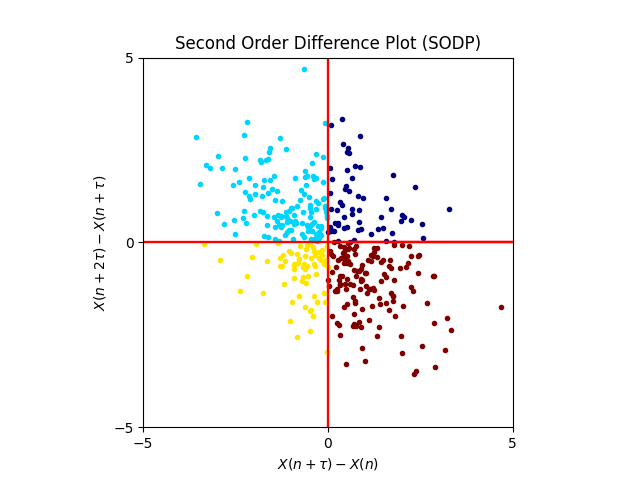 Second Order Difference Plot (SODP)
5
0
−5
−5
0
5
X(n + 2τ) − X(n + τ)
X(n + τ) − X(n)